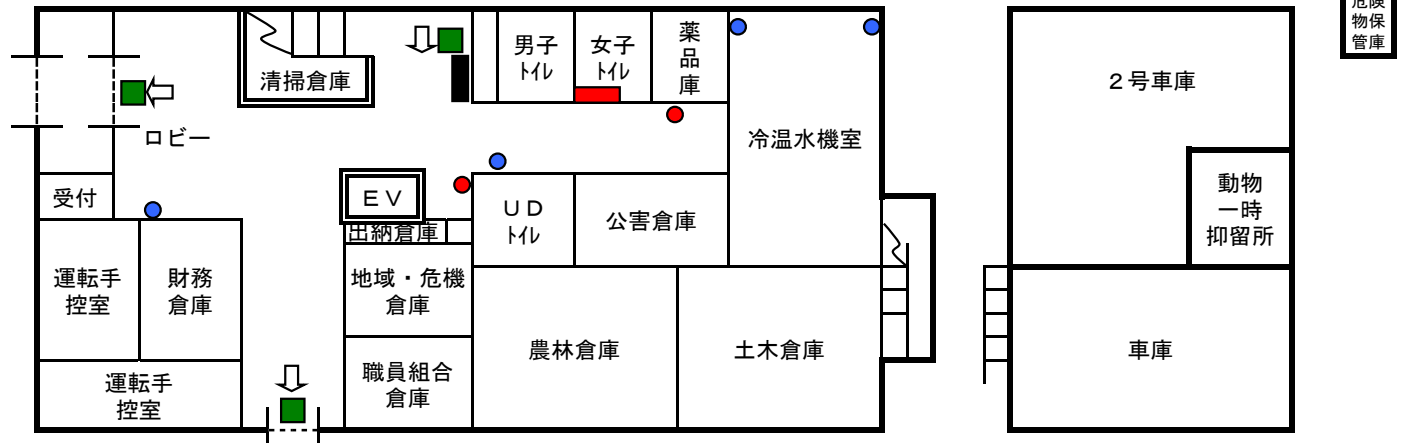 危険
物保
管庫
男子
トイレ
女子
トイレ
薬
品
庫
清掃倉庫
２号車庫
ロビー
冷温水機室
受付
ＥＶ
ＵＤ
トイレ
公害倉庫
動物
一時
抑留所
出納倉庫
運転手
控室
財務
倉庫
地域・危機
倉庫
農林倉庫
土木倉庫
車庫
運転手
控室
職員組合
倉庫